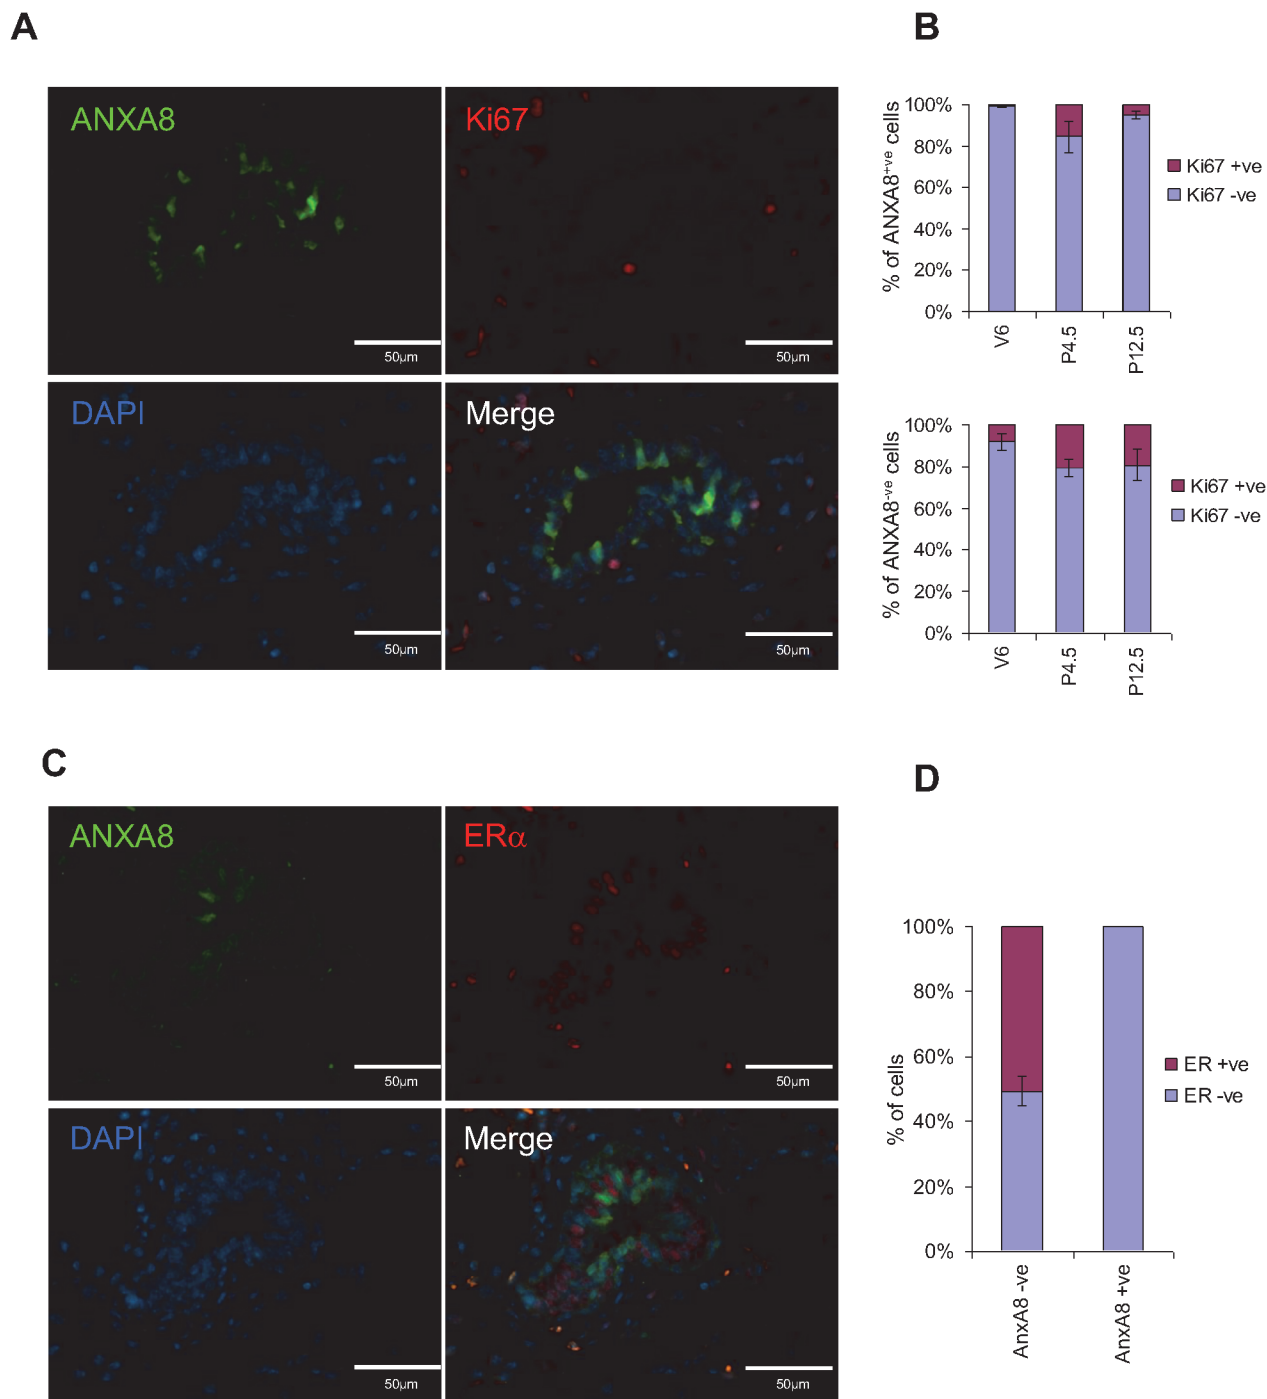 A
ANXA8
Ki67
50µm
50µm
DAPI
Merge
50µm
50µm
B
% of ANXA8+ve cells
100%
80%
60%
40%
20%
0%
V6
P4.5
P12.5
Ki67 +ve
Ki67 -ve
% of ANXA8-ve cells
100%
80%
60%
40%
20%
0%
V6
P4.5
P12.5
Ki67 +ve
Ki67 -ve
C
ANXA8
ERα
50µm
50µm
DAPI
Merge
50µm
50µm
D
% of cells
100%
80%
60%
40%
20%
0%
AnxA8 -ve
AnxA8 +ve
ER +ve
ER -ve